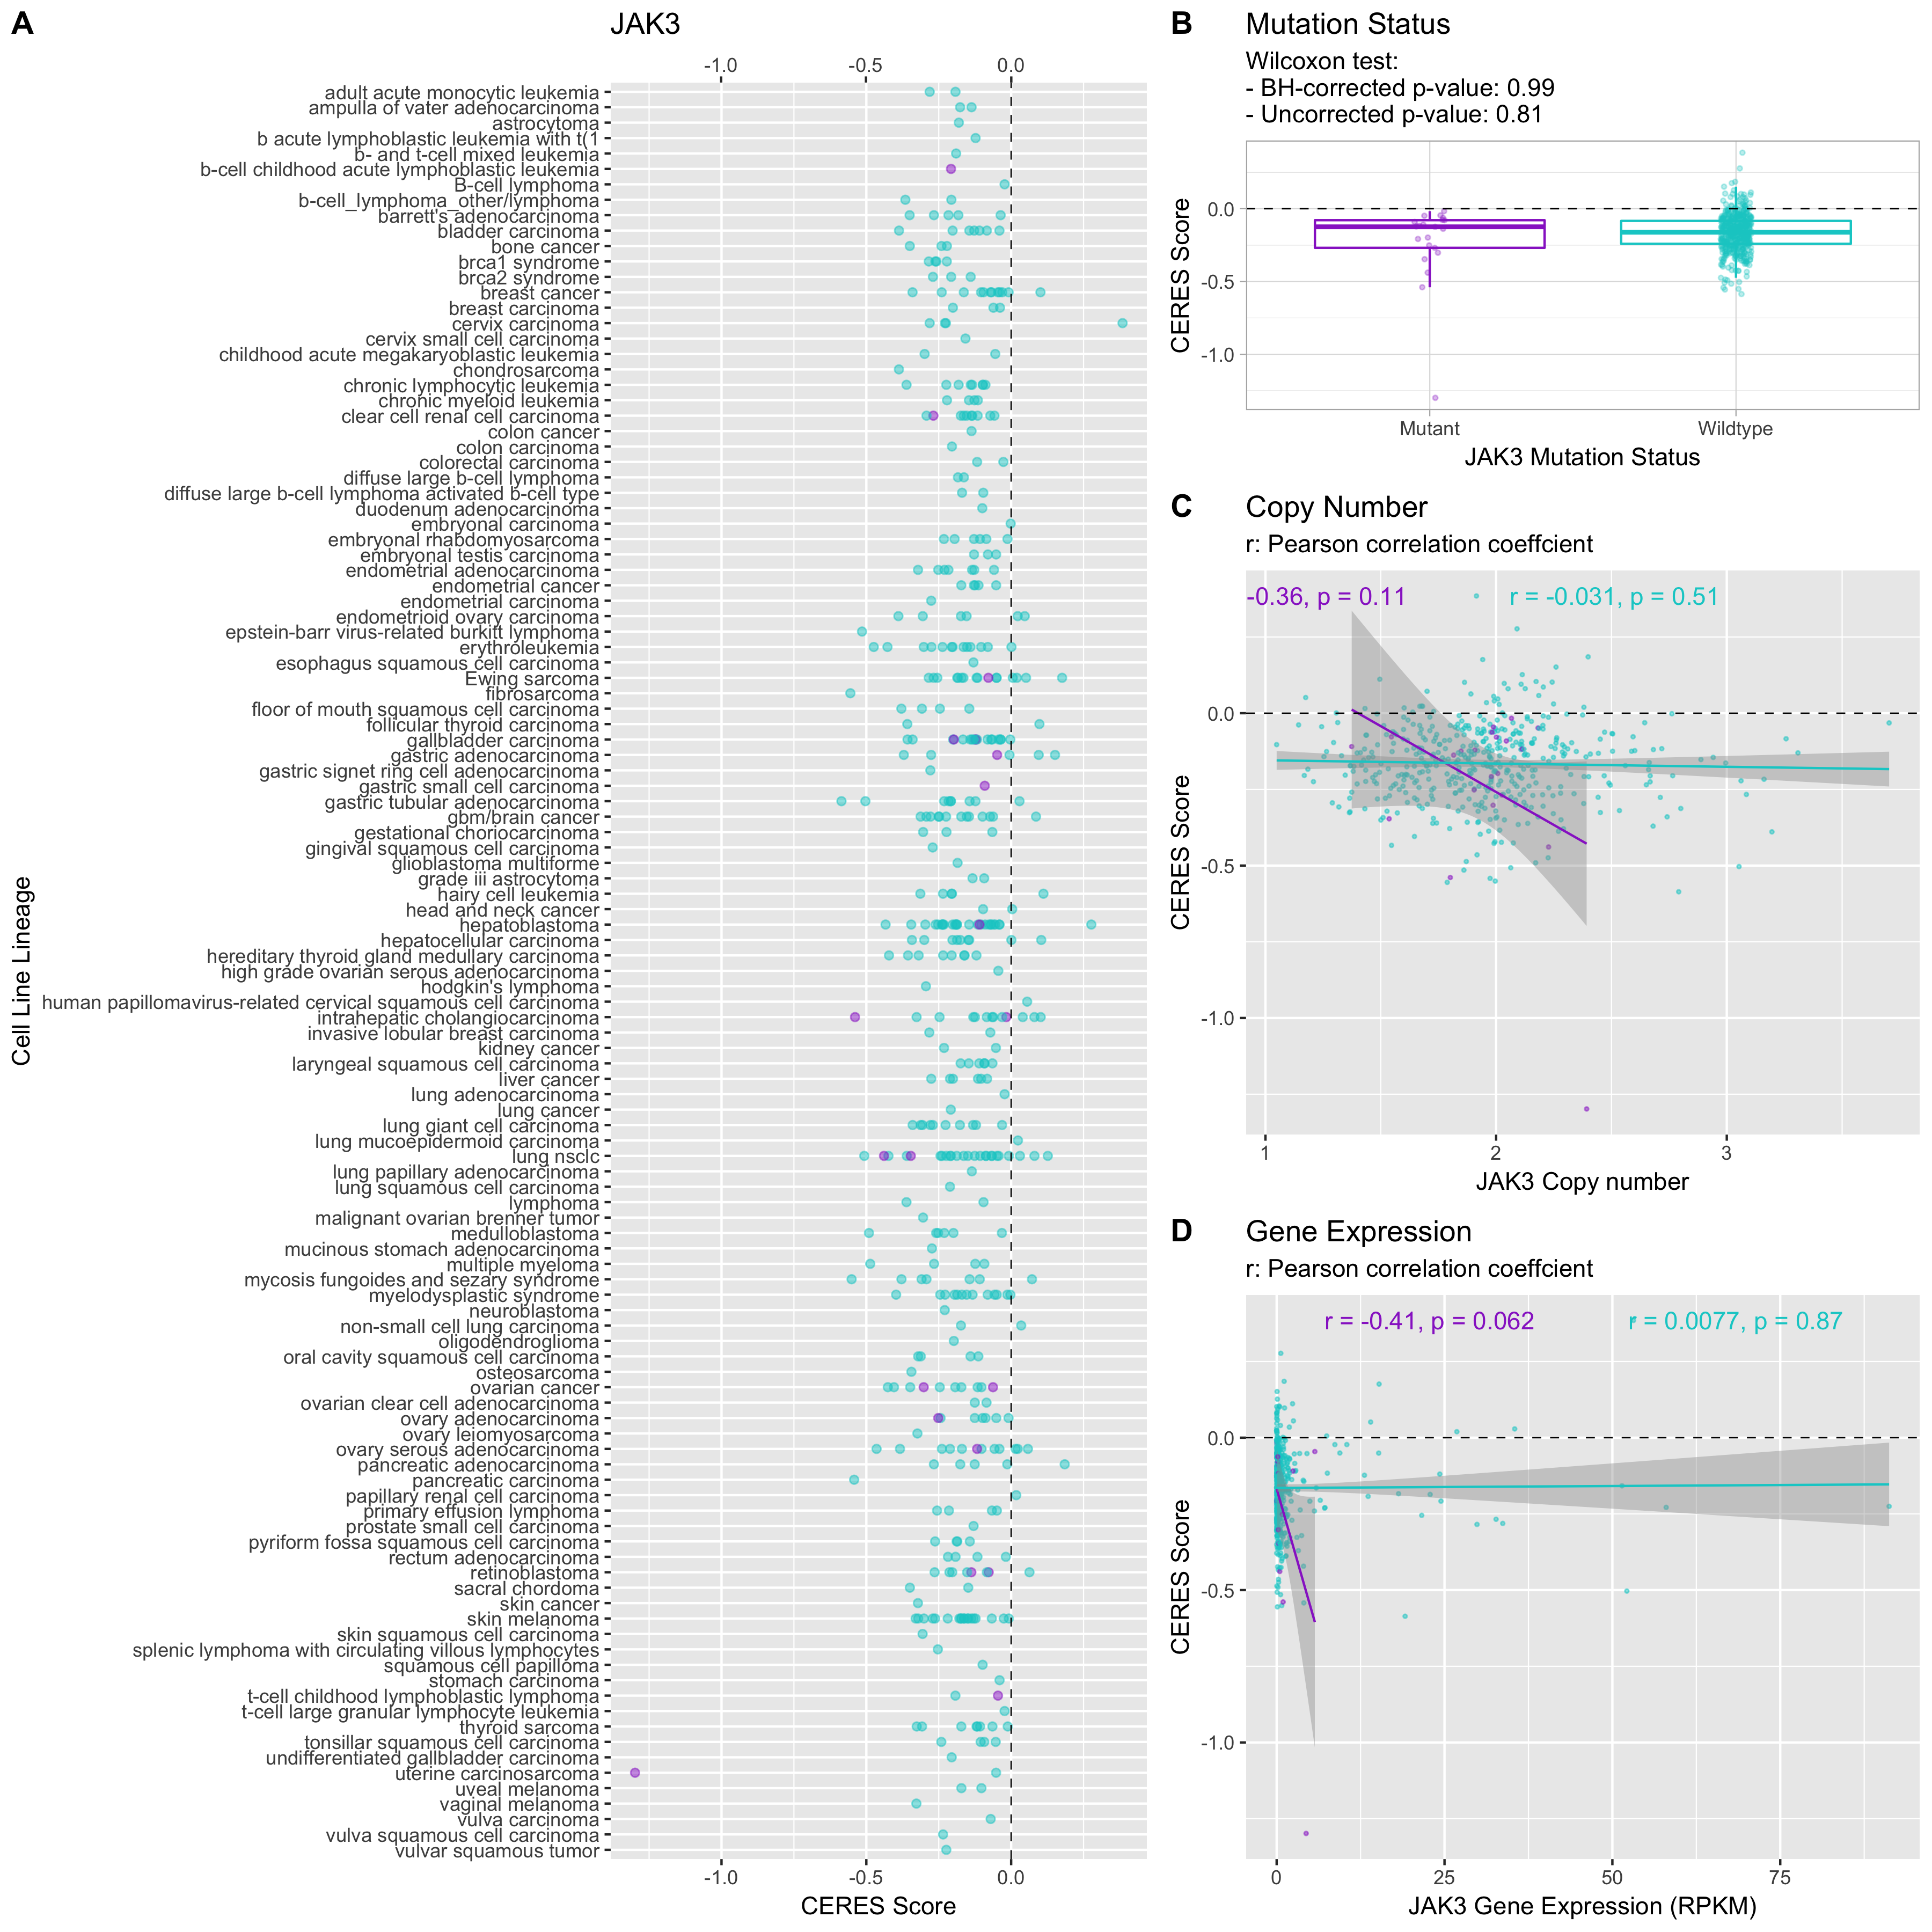 A
JAK3
-1.0 -0.5 0.0
Cell Line Lineage
adult acute monocytic leukemia
ampulla of vater adenocarcinoma
astrocytoma
b acute lymphoblastic leukemia with t(1
b- and t-cell mixed leukemia
b-cell childhood acute lymphoblastic leukemia
B-cell lymphoma
b-cell_lymphoma_other/lymphoma
barrett's adenocarcinoma
bladder carcinoma
bone cancer
brca1 syndrome
brca2 syndrome
breast cancer
breast carcinoma
cervix carcinoma
cervix small cell carcinoma
childhood acute megakaryoblastic leukemia
chondrosarcoma
chronic lymphocytic leukemia
chronic myeloid leukemia
clear cell renal cell carcinoma
colon cancer
colon carcinoma
colorectal carcinoma
diffuse large b-cell lymphoma
diffuse large b-cell lymphoma activated b-cell type
duodenum adenocarcinoma
embryonal carcinoma
embryonal rhabdomyosarcoma
embryonal testis carcinoma
endometrial adenocarcinoma
endometrial cancer
endometrial carcinoma
endometrioid ovary carcinoma
epstein-barr virus-related burkitt lymphoma
erythroleukemia
esophagus squamous cell carcinoma
Ewing sarcoma
fibrosarcoma
floor of mouth squamous cell carcinoma
follicular thyroid carcinoma
gallbladder carcinoma
gastric adenocarcinoma
gastric signet ring cell adenocarcinoma
gastric small cell carcinoma
gastric tubular adenocarcinoma
gbm/brain cancer
gestational choriocarcinoma
gingival squamous cell carcinoma
glioblastoma multiforme
grade iii astrocytoma
hairy cell leukemia
head and neck cancer
hepatoblastoma
hepatocellular carcinoma
hereditary thyroid gland medullary carcinoma
high grade ovarian serous adenocarcinoma
hodgkin's lymphoma
human papillomavirus-related cervical squamous cell carcinoma
intrahepatic cholangiocarcinoma
invasive lobular breast carcinoma
kidney cancer
laryngeal squamous cell carcinoma
liver cancer
lung adenocarcinoma
lung cancer
lung giant cell carcinoma
lung mucoepidermoid carcinoma
lung nsclc
lung papillary adenocarcinoma
lung squamous cell carcinoma
lymphoma
malignant ovarian brenner tumor
medulloblastoma
mucinous stomach adenocarcinoma
multiple myeloma
mycosis fungoides and sezary syndrome
myelodysplastic syndrome
neuroblastoma
non-small cell lung carcinoma
oligodendroglioma
oral cavity squamous cell carcinoma
osteosarcoma
ovarian cancer
ovarian clear cell adenocarcinoma
ovary adenocarcinoma
ovary leiomyosarcoma
ovary serous adenocarcinoma
pancreatic adenocarcinoma
pancreatic carcinoma
papillary renal cell carcinoma
primary effusion lymphoma
prostate small cell carcinoma
pyriform fossa squamous cell carcinoma
rectum adenocarcinoma
retinoblastoma
sacral chordoma
skin cancer
skin melanoma
skin squamous cell carcinoma
splenic lymphoma with circulating villous lymphocytes
squamous cell papilloma
stomach carcinoma
t-cell childhood lymphoblastic lymphoma
t-cell large granular lymphocyte leukemia
thyroid sarcoma
tonsillar squamous cell carcinoma
undifferentiated gallbladder carcinoma
uterine carcinosarcoma
uveal melanoma
vaginal melanoma
vulva carcinoma
vulva squamous cell carcinoma
vulvar squamous tumor
-1.0 -0.5 0.0
CERES Score
B
Mutation Status
Wilcoxon test:
- BH-corrected p-value: 0.99
- Uncorrected p-value: 0.81
CERES Score
0.0
-0.5
-1.0
Mutant Wildtype
JAK3 Mutation Status
C
Copy Number
r: Pearson correlation coeffcient
-0.36, p = 0.11 r = -0.031, p = 0.51
CERES Score
0.0
-0.5
-1.0
1 2 3
JAK3 Copy number
D
Gene Expression
r: Pearson correlation coeffcient
r = -0.41, p = 0.062 r = 0.0077, p = 0.87
CERES Score
0.0
-0.5
-1.0
0 25 50 75
JAK3 Gene Expression (RPKM)